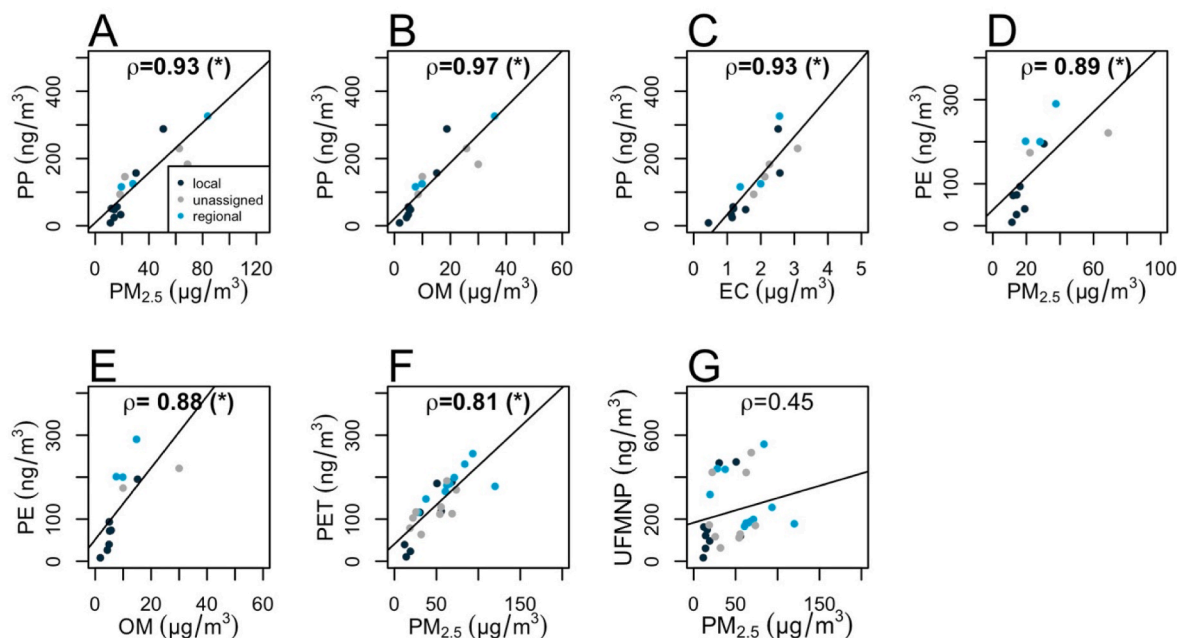 A
ρ=0.93 (*)
PP (ng/m³)
0 200 400
local
unassigned
regional
0 40 80 120
PM₂.₅ (µg/m³)
B
ρ=0.97 (*)
PP (ng/m³)
0 200 400
0 20 40 60
OM (µg/m³)
C
ρ=0.93 (*)
PP (ng/m³)
0 200 400
0 1 2 3 4 5
EC (µg/m³)
D
ρ= 0.89 (*)
PE (ng/m³)
0 100 300
0 20 40 60 100
PM₂.₅ (µg/m³)
E
ρ= 0.88 (*)
PE (ng/m³)
0 100 300
0 20 40 60
OM (µg/m³)
F
ρ=0.81 (*)
PET (ng/m³)
0 100 300
0 50 150
PM₂.₅ (µg/m³)
G
ρ=0.45
UFMNP (ng/m³)
0 200 600
0 50 150
PM₂.₅ (µg/m³)